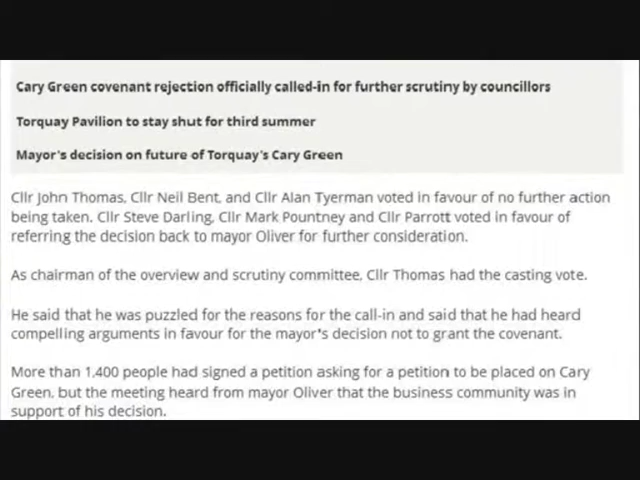 Cary Green covenant rejection officially called-in for further scrutiny by councillors
Torquay Pavilion to stay shut for third summer
Mayor's decision on future of Torquay's Cary Green
Cllr John Thomas, Cllr Neil Bent, and Cllr Alan Tyerman voted in favour of no further action
being taken. Cllr Steve Darling, Cllr Mark Pountney and Cllr Parrott voted in favour of
referring the decision back to mayor Oliver for further consideration.
As chairman of the overview and scrutiny committee, Cllr Thomas had the casting vote.
He said that he was puzzled for the reasons for the call-in and said that he had heard
compelling arguments in favour for the mayor's decision not to grant the covenant.
More than 1,400 people had signed a petition asking for a petition to be placed on Cary
Green, but the meeting heard from mayor Oliver that the business community was in
support of his decision.